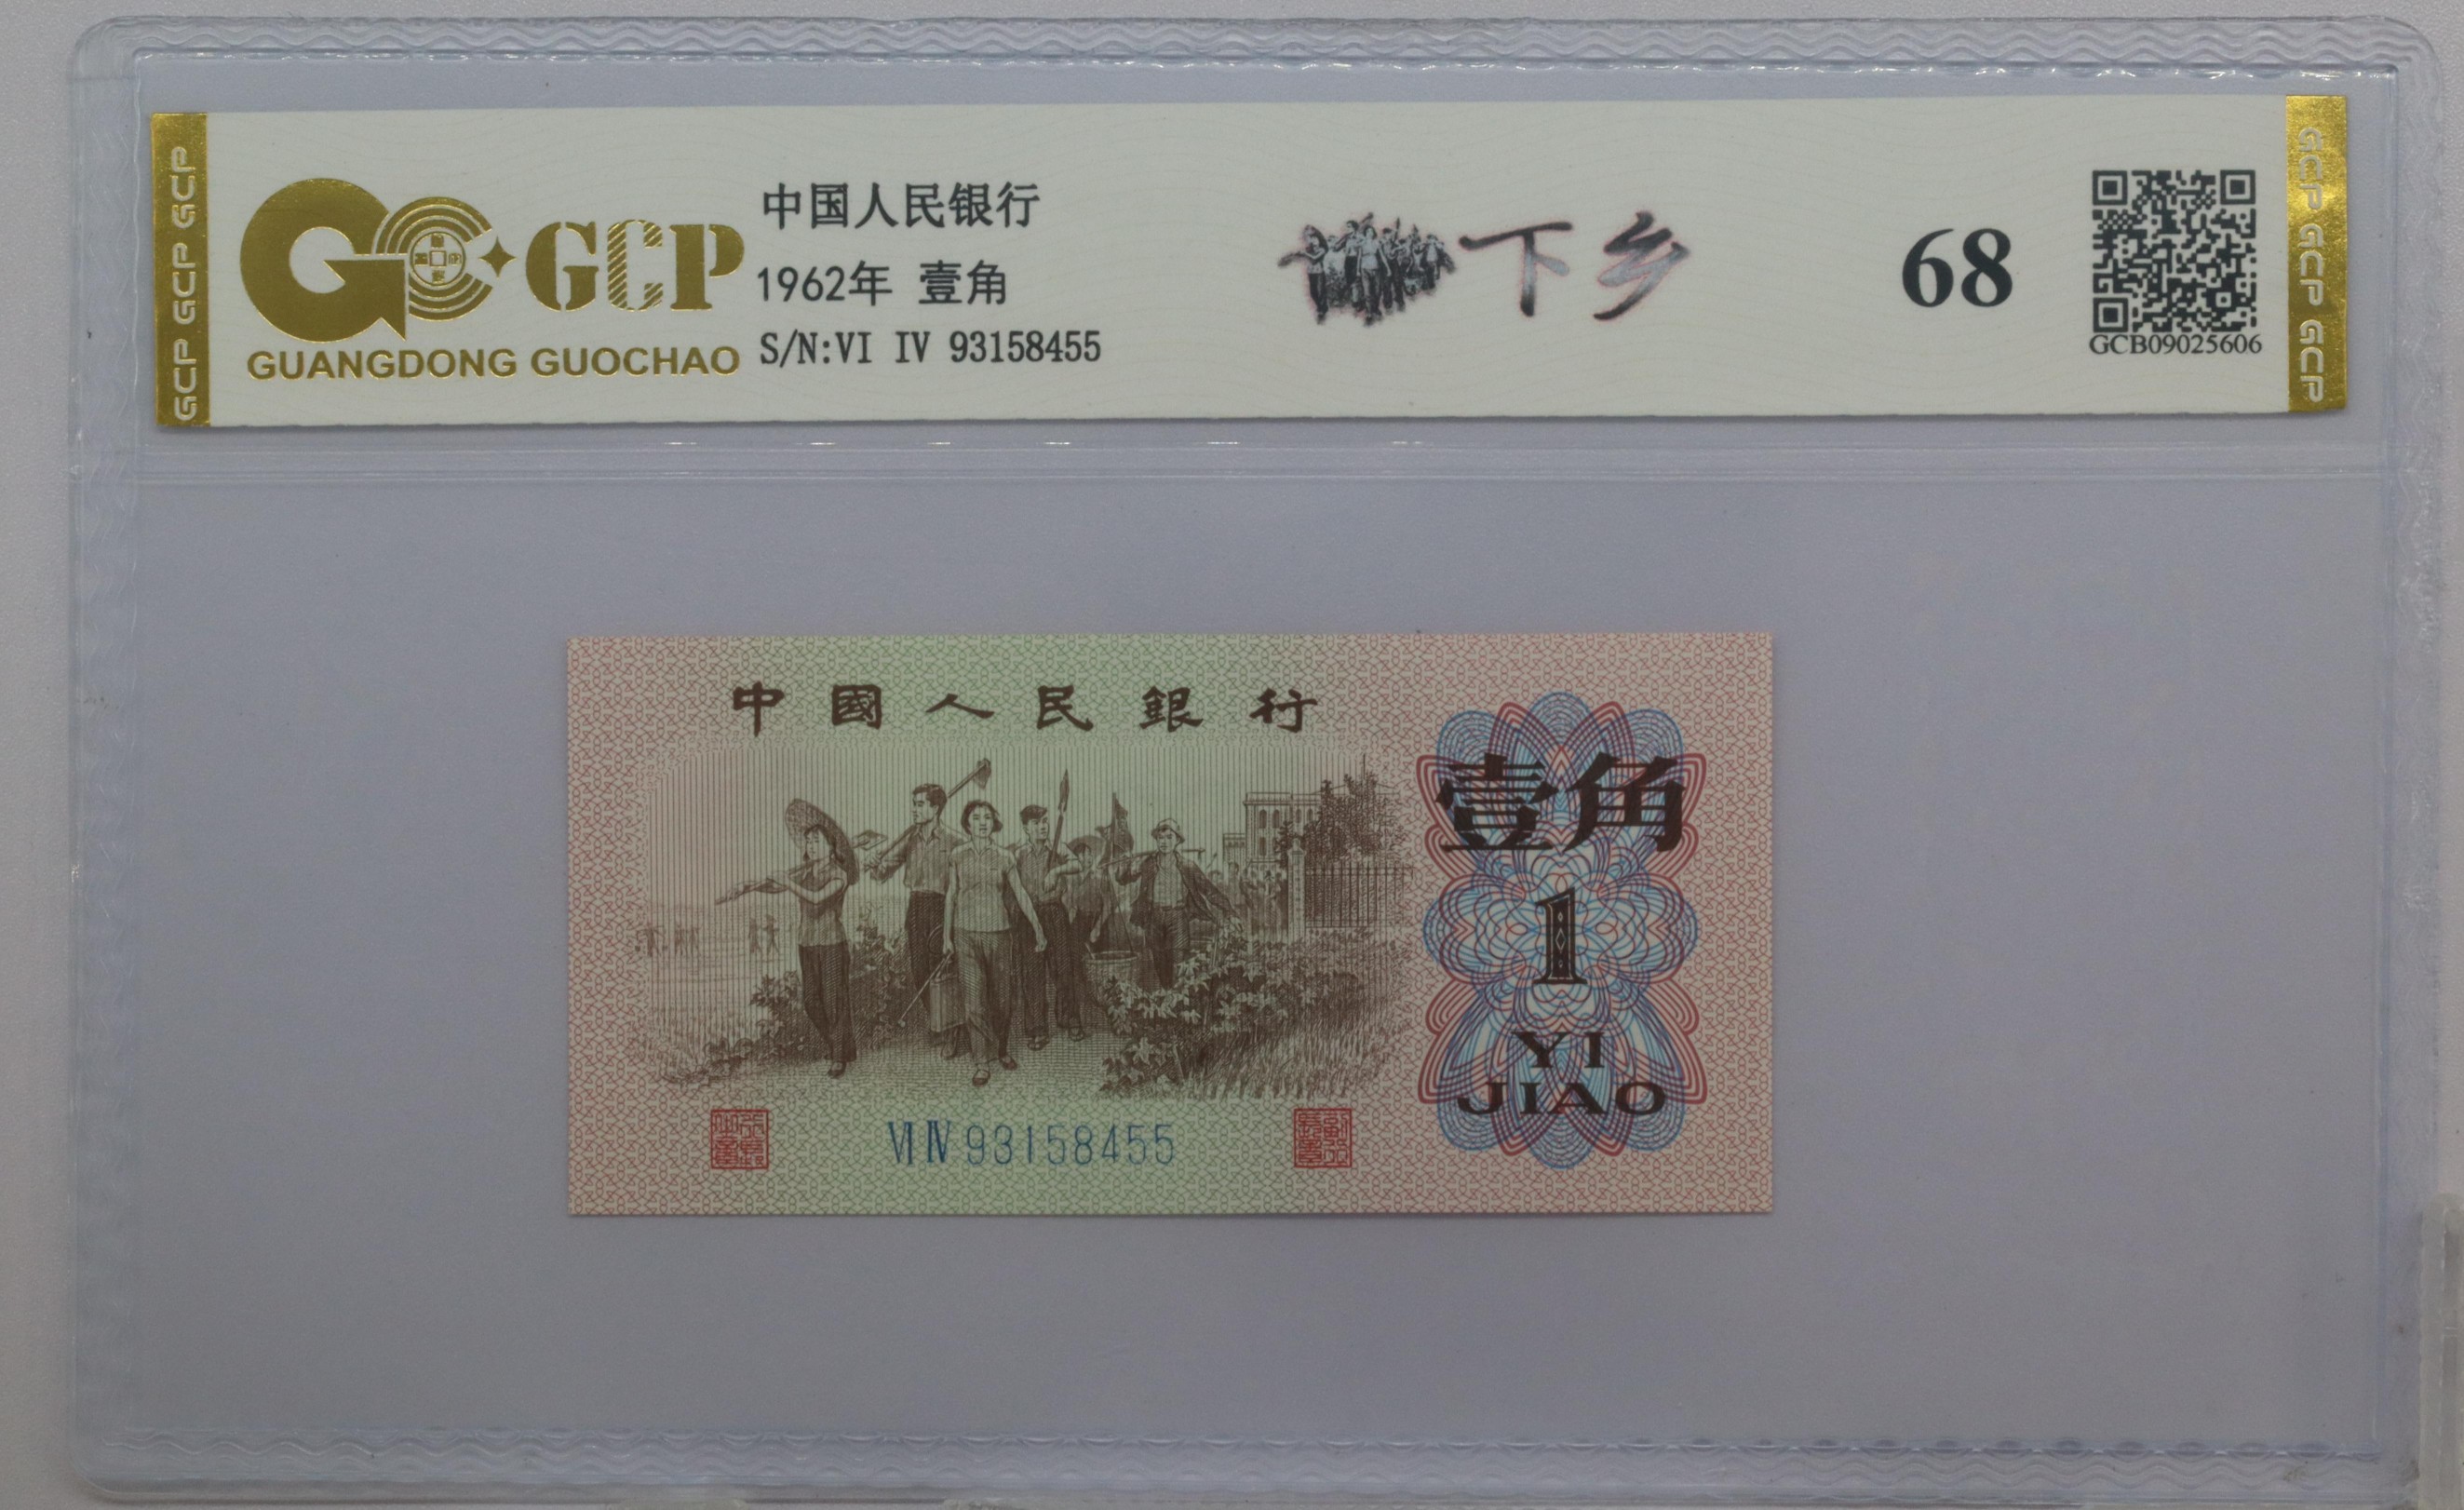 GCP GCP GCP
GCP
GUANGDONG GUOCHAO
中国人民银行
1962年 壹角
S/N:VI IV 93158455
下乡
68
GCB09025606
GCP GCP GCP
中國人民銀行
壹角
1
YI
JIAO
VI IV 93158455